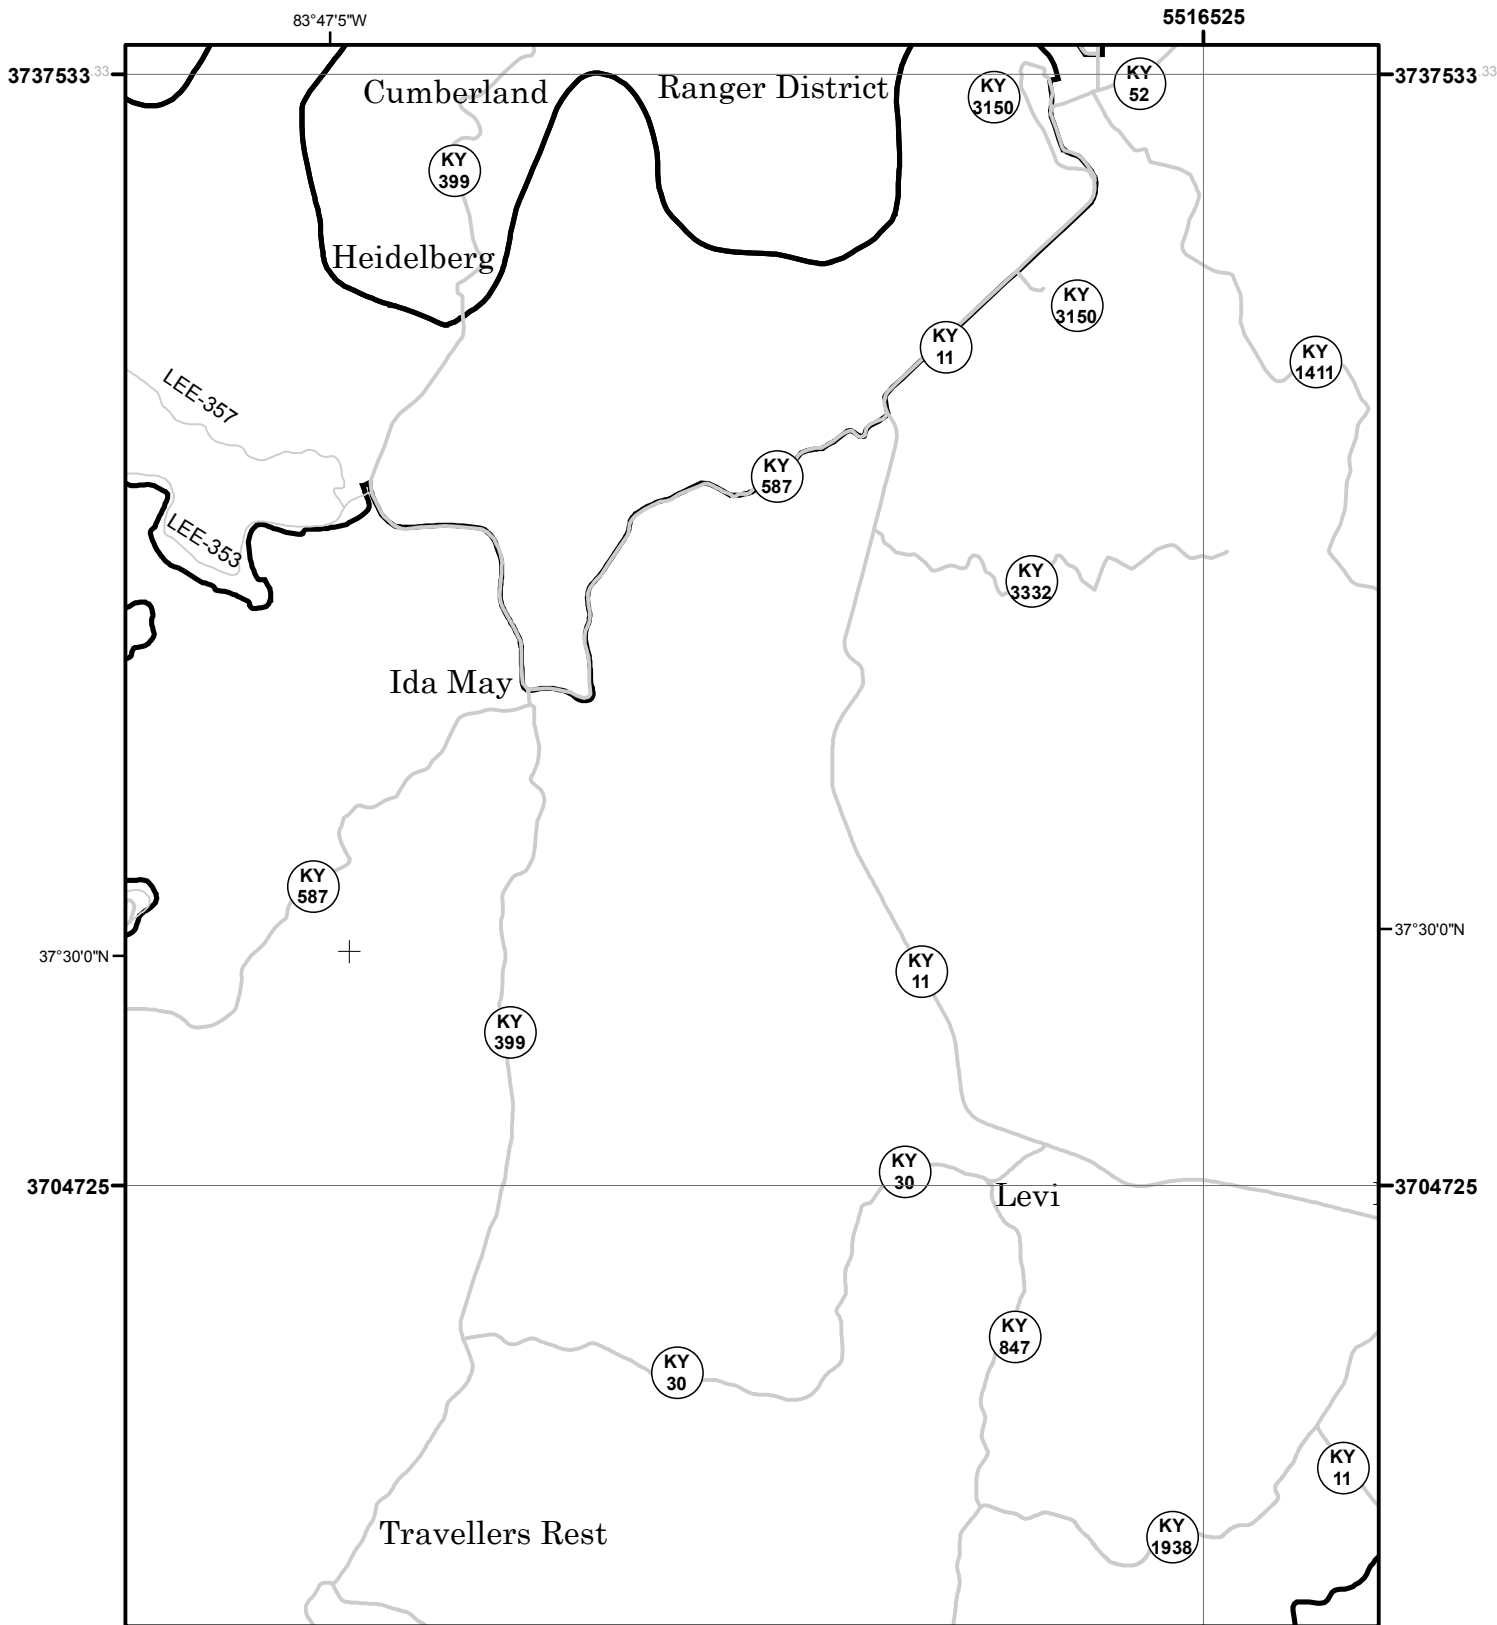 83°47'5"W
5516525
3737533.33
3737533.33
Cumberland
Ranger District
KY
3150
KY
52
KY
399
Heidelberg
KY
3150
KY
11
KY
1411
LEE-357
KY
587
LEE-353
KY
3332
Ida May
KY
587
37°30'0"N
37°30'0"N
KY
11
KY
399
KY
30
3704725
3704725
Levi
KY
847
KY
30
KY
11
Travellers Rest
KY
1938